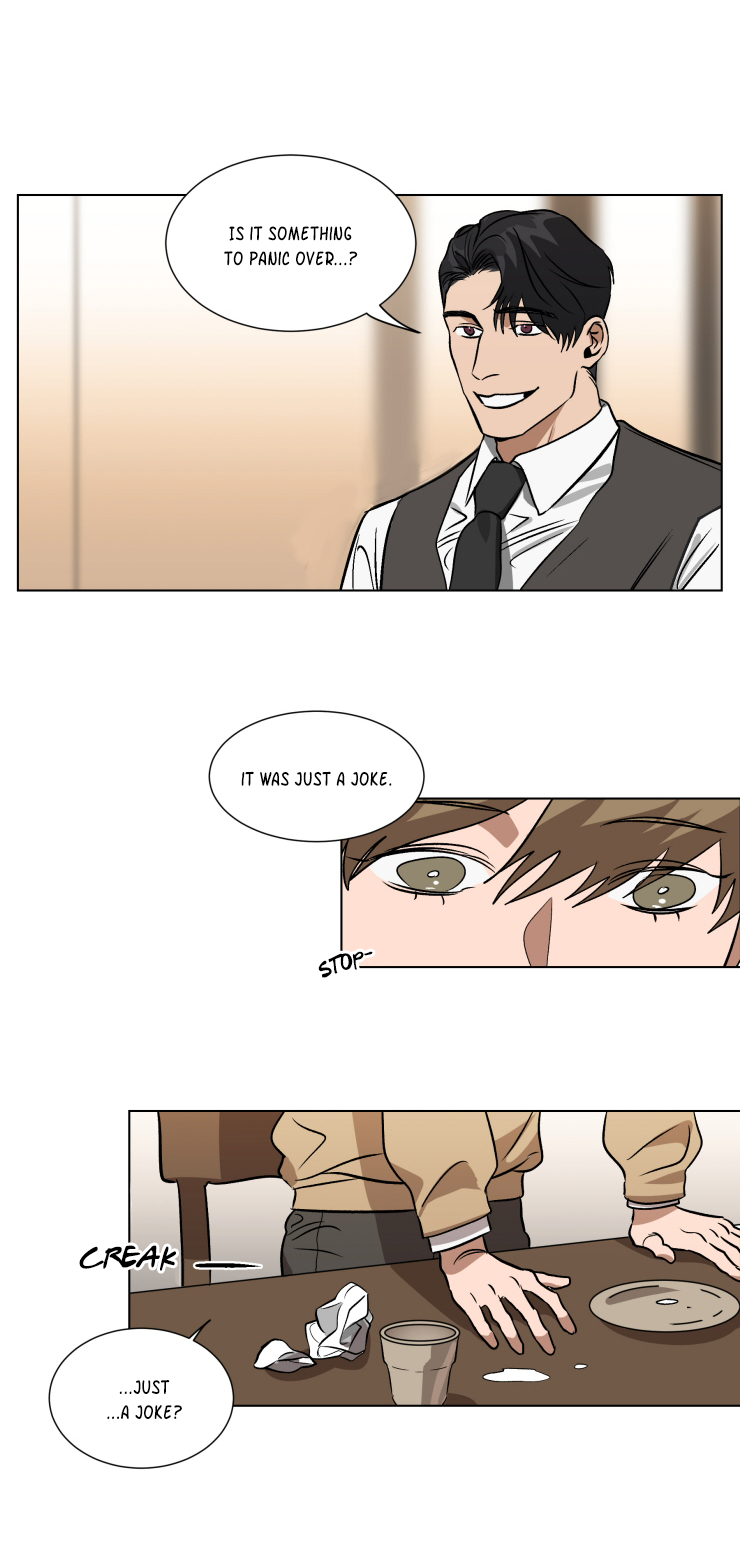 IS IT SOMETHING
TO PANIC OVER...?
IT WAS JUST A JOKE.
STOP-
CREAK
...JUST
...A JOKE?